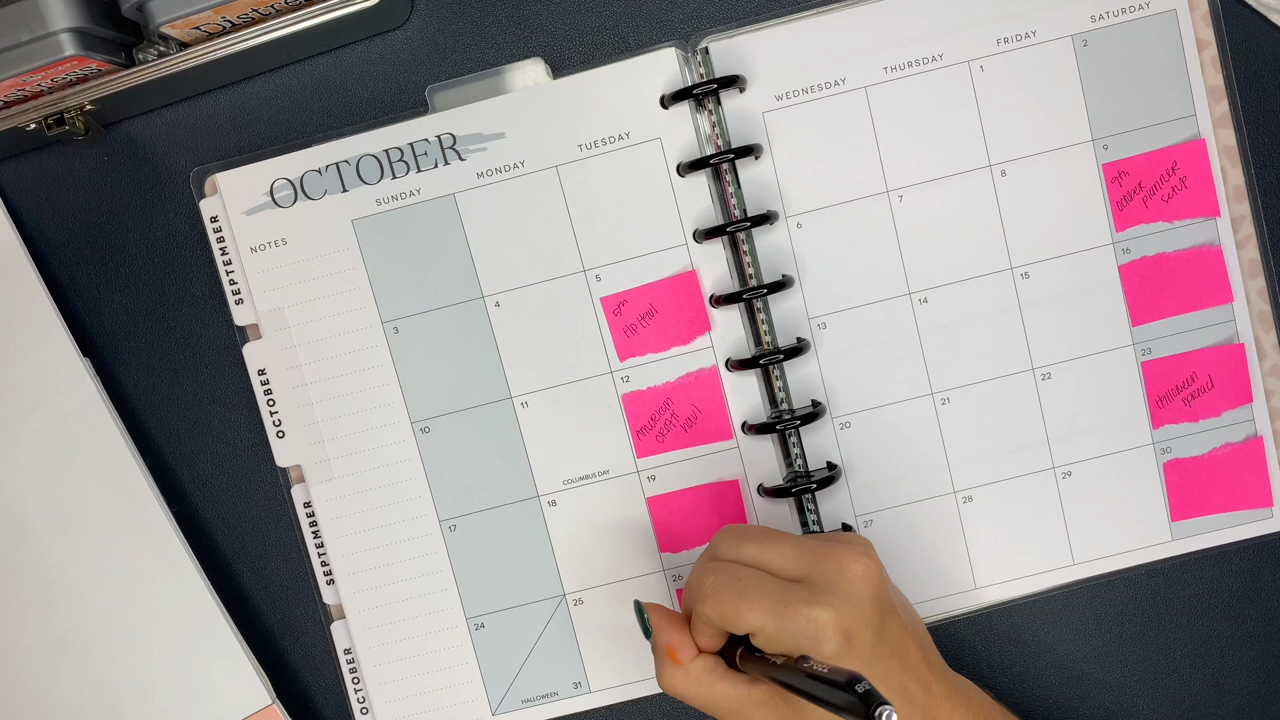 Distress
istress
OCTOBER
NOTES
SUNDAY
MONDAY
TUESDAY
WEDNESDAY
THURSDAY
FRIDAY
SATURDAY
1
2
3
4
5
5th
HP Haul
6
7
8
9
9th
OCTOBER
PLANNER
SETUP
10
11
COLUMBUS DAY
12
AMERICAN
CRAFT
haul
13
14
15
16
17
18
19
20
21
22
23
Halloween
spread
24
HALLOWEEN
31
25
26
27
28
29
30
SEPTEMBER
OCTOBER
SEPTEMBER
OCTOBER